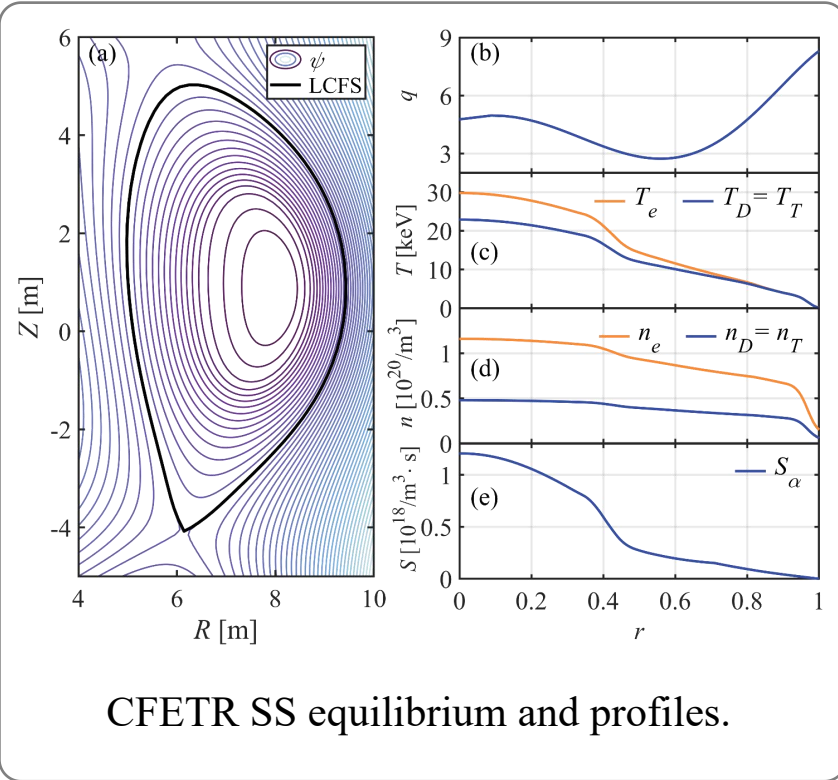 (a)
ψ
LCFS
6
4
2
0
-2
-4
Z [m]
4
6
8
10
R [m]
(b)
9
6
3
q
(c)
T_e
T_D = T_T
30
20
10
0
T [keV]
(d)
n_e
n_D = n_T
1
0.5
0
n [10^20/m^3]
(e)
S_α
1
0.5
0
S [10^18/m^3 · s]
0
0.2
0.4
0.6
0.8
1
r
CFETR SS equilibrium and profiles.